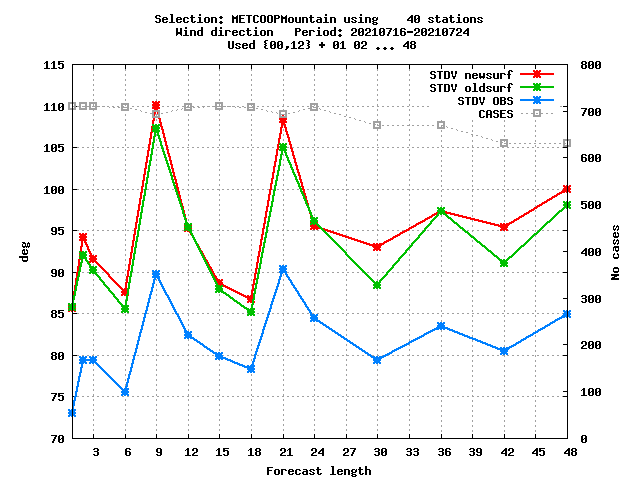 Selection: METCOOPMountain using    40 stations
Wind direction   Period: 20210716-20210724
Used {00,12} + 01 02 ... 48
STDV newsurf
STDV oldsurf
STDV OBS
CASES
115
110
105
100
95
90
85
80
75
70
deg
800
700
600
500
400
300
200
100
0
No cases
3 6 9 12 15 18 21 24 27 30 33 36 39 42 45 48
Forecast length